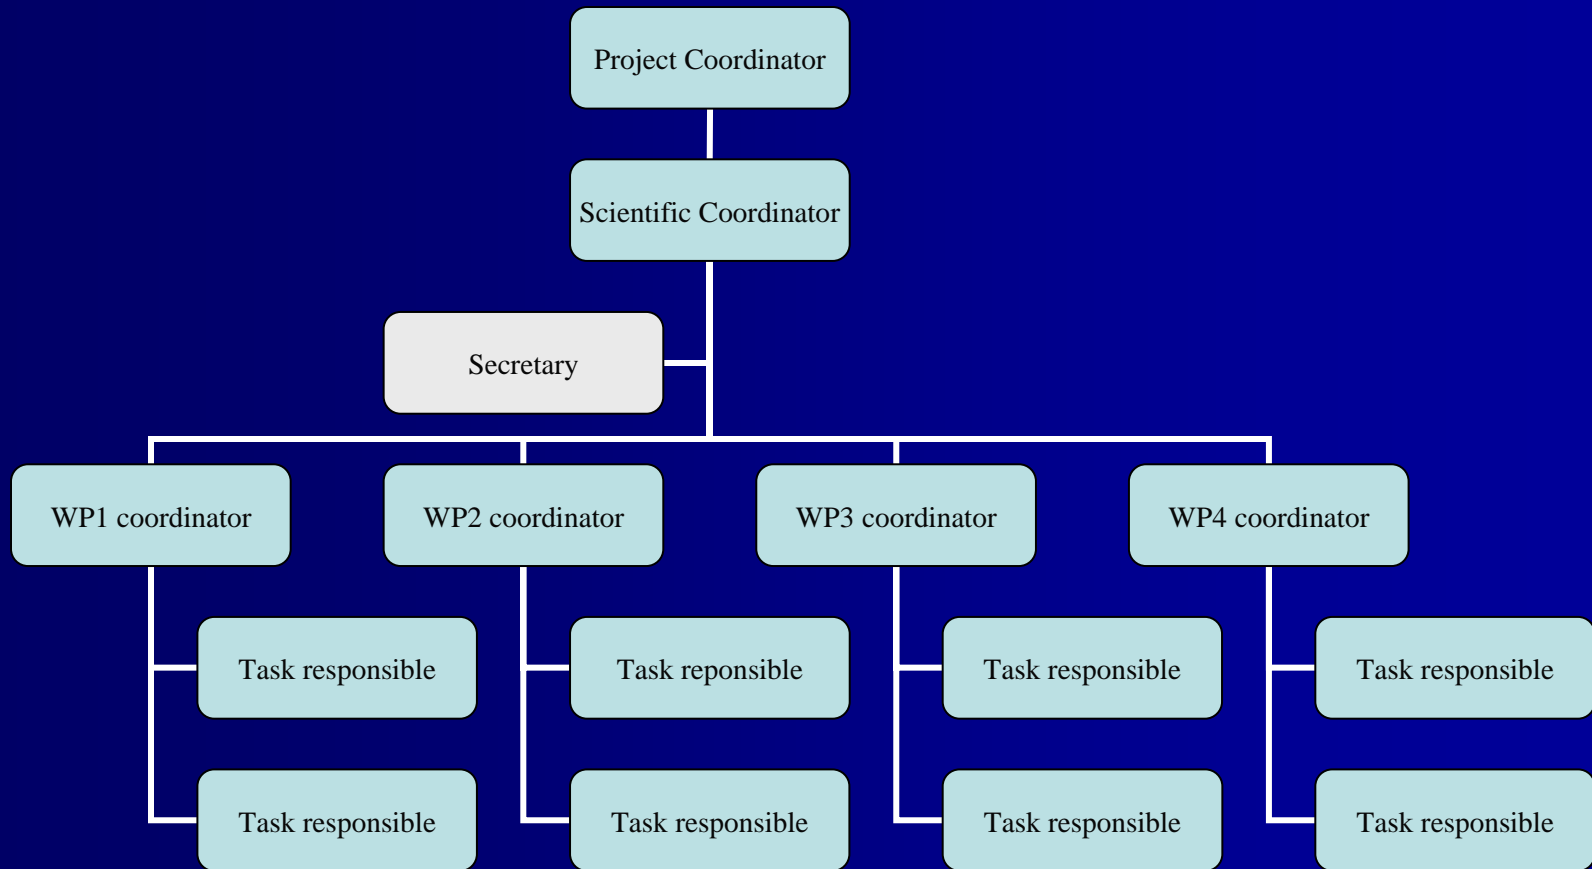 Project Coordinator
Scientific Coordinator
Secretary
WP1 coordinator
WP2 coordinator
WP3 coordinator
WP4 coordinator
Task responsible
Task reponsible
Task responsible
Task responsible
Task responsible
Task responsible
Task responsible
Task responsible